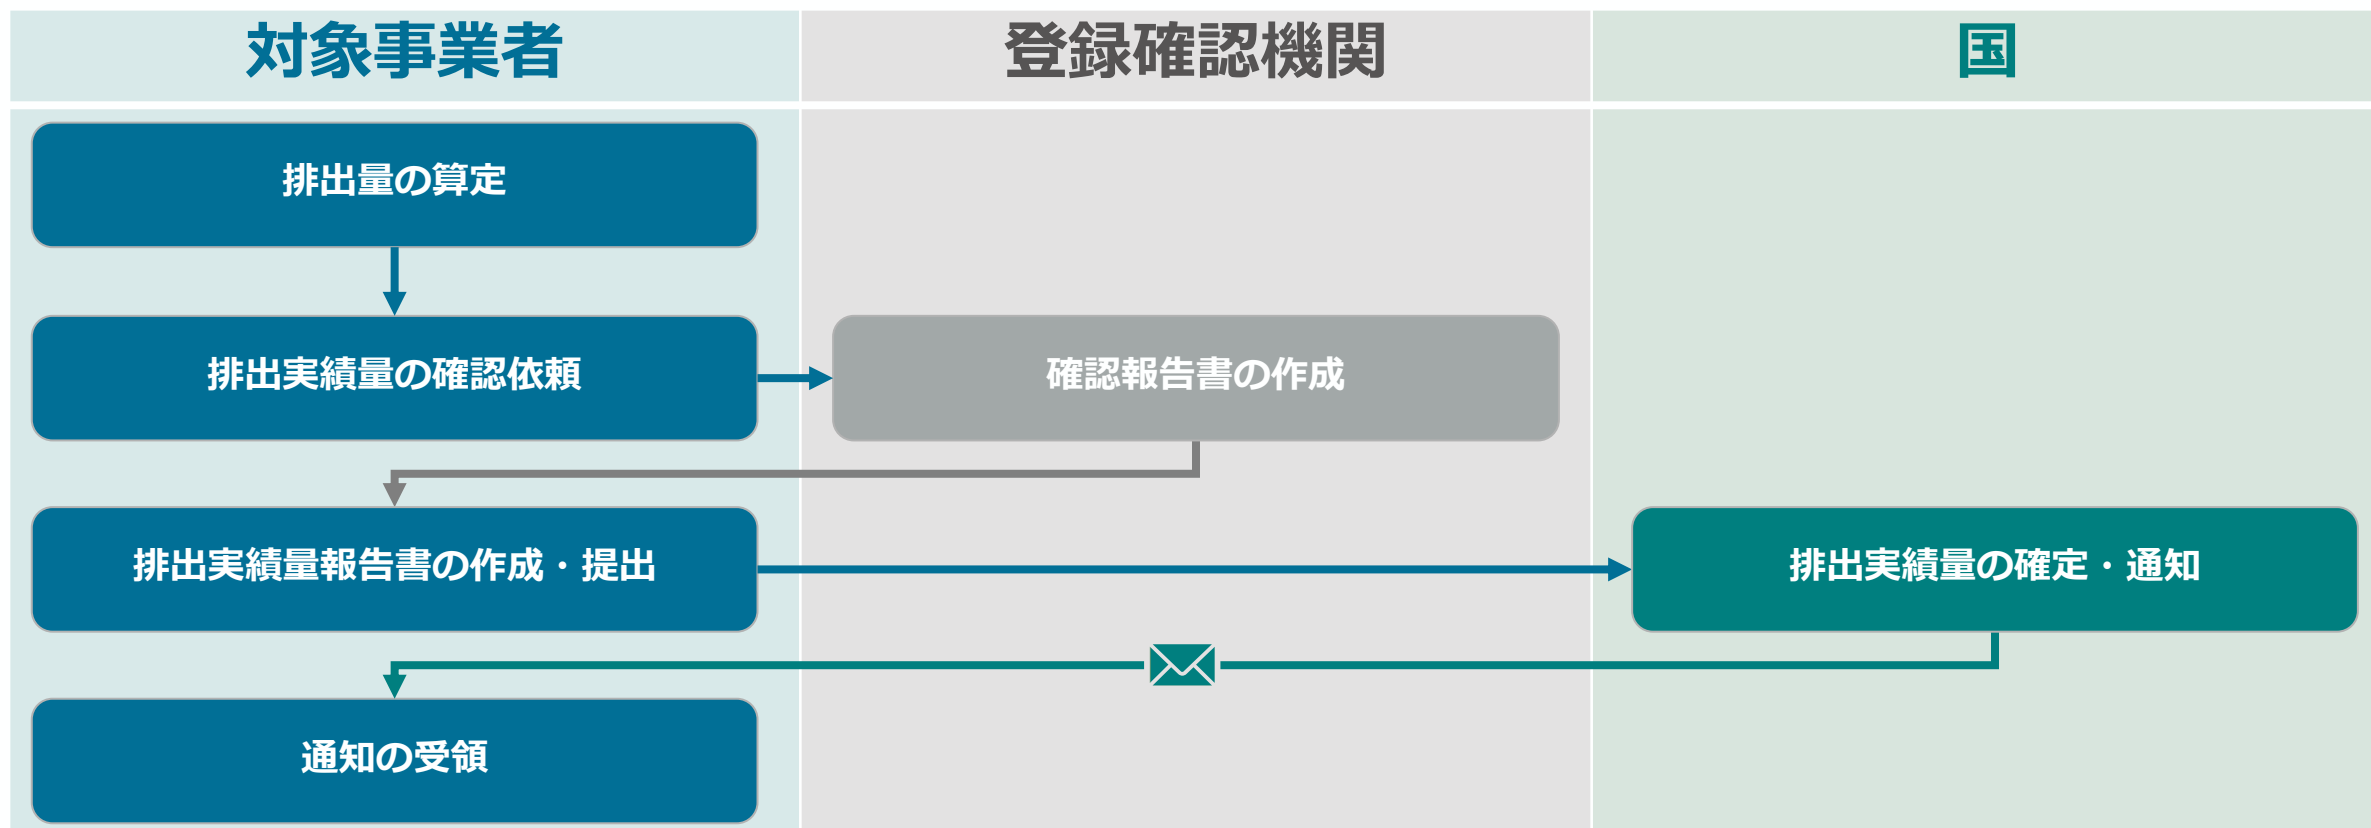 対象事業者
登録確認機関
国
排出量の算定
排出実績量の確認依頼
確認報告書の作成
排出実績量報告書の作成・提出
排出実績量の確定・通知
通知の受領